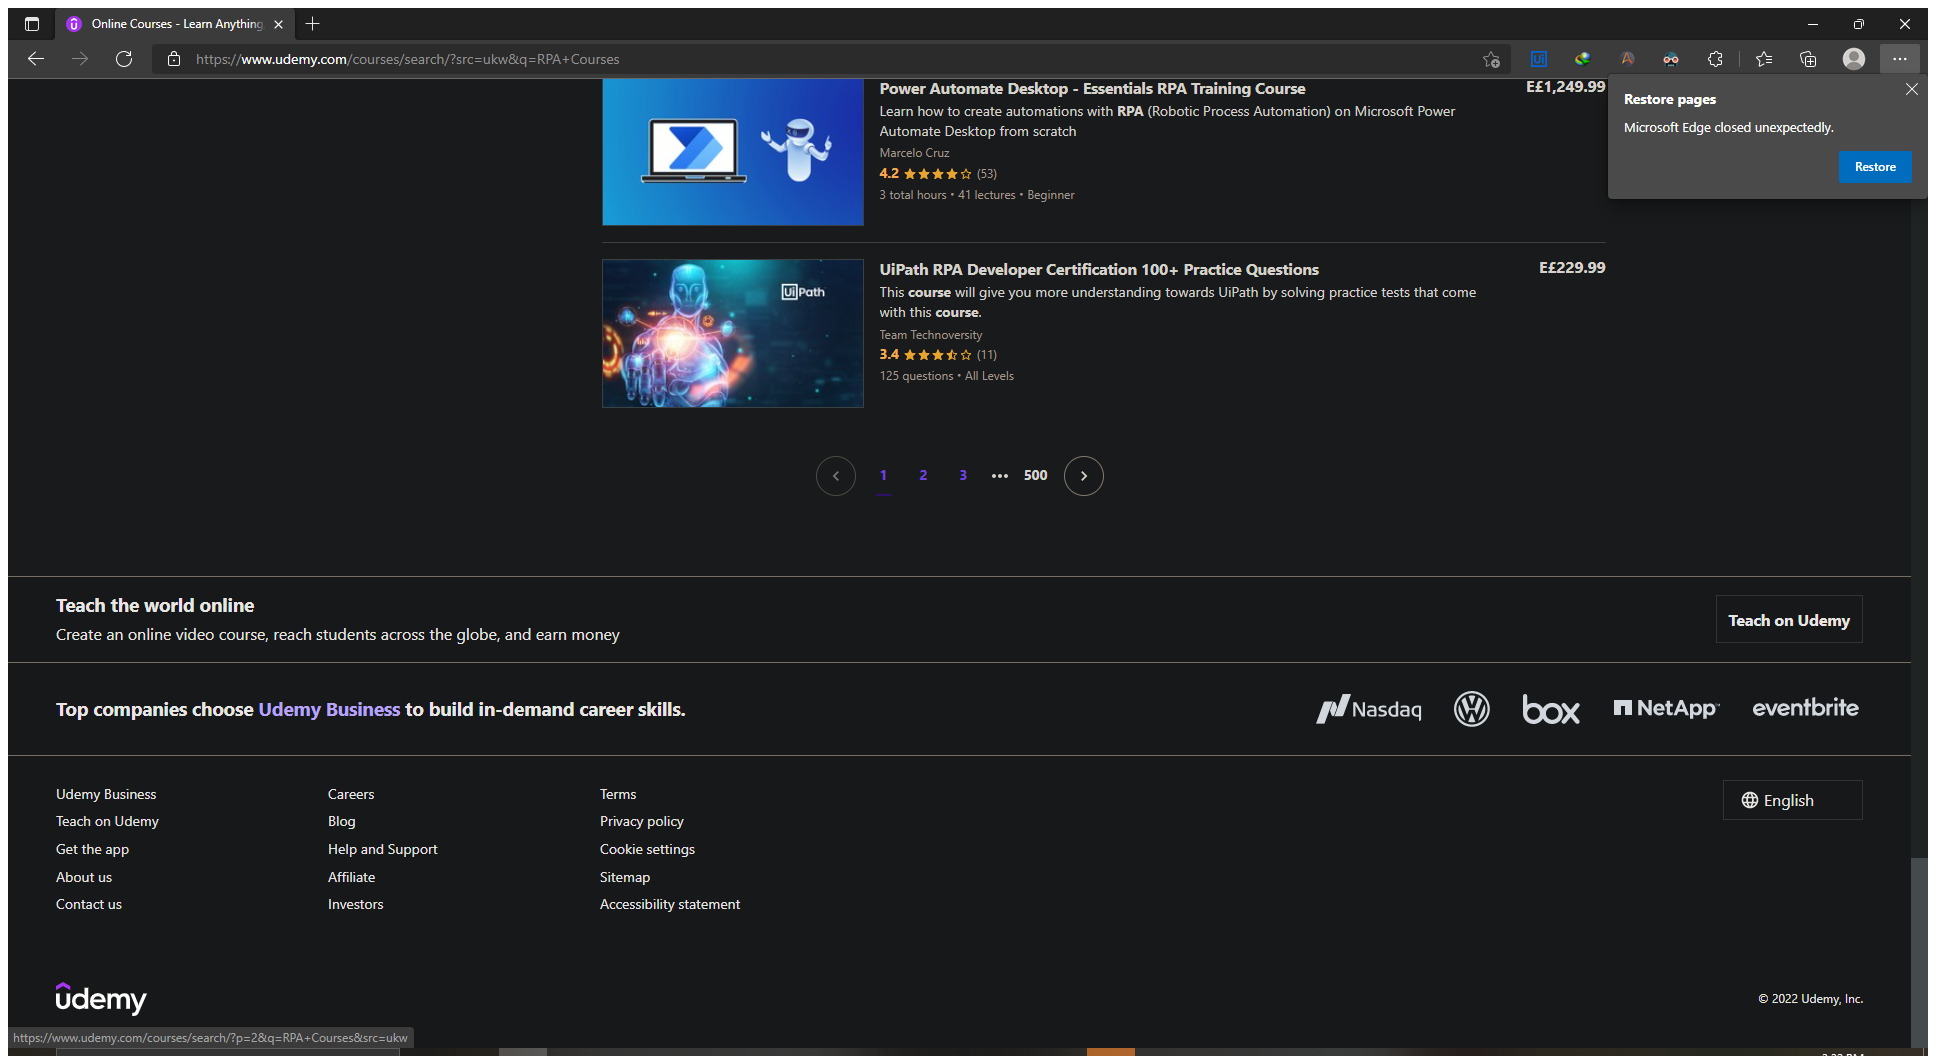 Online Courses - Learn Anything
https://www.udemy.com/courses/search/?src=ukw&q=RPA+Courses
Restore pages
Microsoft Edge closed unexpectedly.
Restore
Power Automate Desktop - Essentials RPA Training Course
E£1,249.99
Learn how to create automations with RPA (Robotic Process Automation) on Microsoft Power
Automate Desktop from scratch
Marcelo Cruz
4.2 (53)
3 total hours • 41 lectures • Beginner
Ui Path
UiPath RPA Developer Certification 100+ Practice Questions
E£229.99
This course will give you more understanding towards UiPath by solving practice tests that come
with this course.
Team Technoversity
3.4 (11)
125 questions • All Levels
1 2 3 ••• 500
Teach the world online
Create an online video course, reach students across the globe, and earn money
Teach on Udemy
Top companies choose Udemy Business to build in-demand career skills.
Nasdaq
box
NetApp
eventbrite
Udemy Business
Teach on Udemy
Get the app
About us
Contact us
Careers
Blog
Help and Support
Affiliate
Investors
Terms
Privacy policy
Cookie settings
Sitemap
Accessibility statement
English
udemy
© 2022 Udemy, Inc.
https://www.udemy.com/courses/search/?p=2&q=RPA+Courses&src=ukw